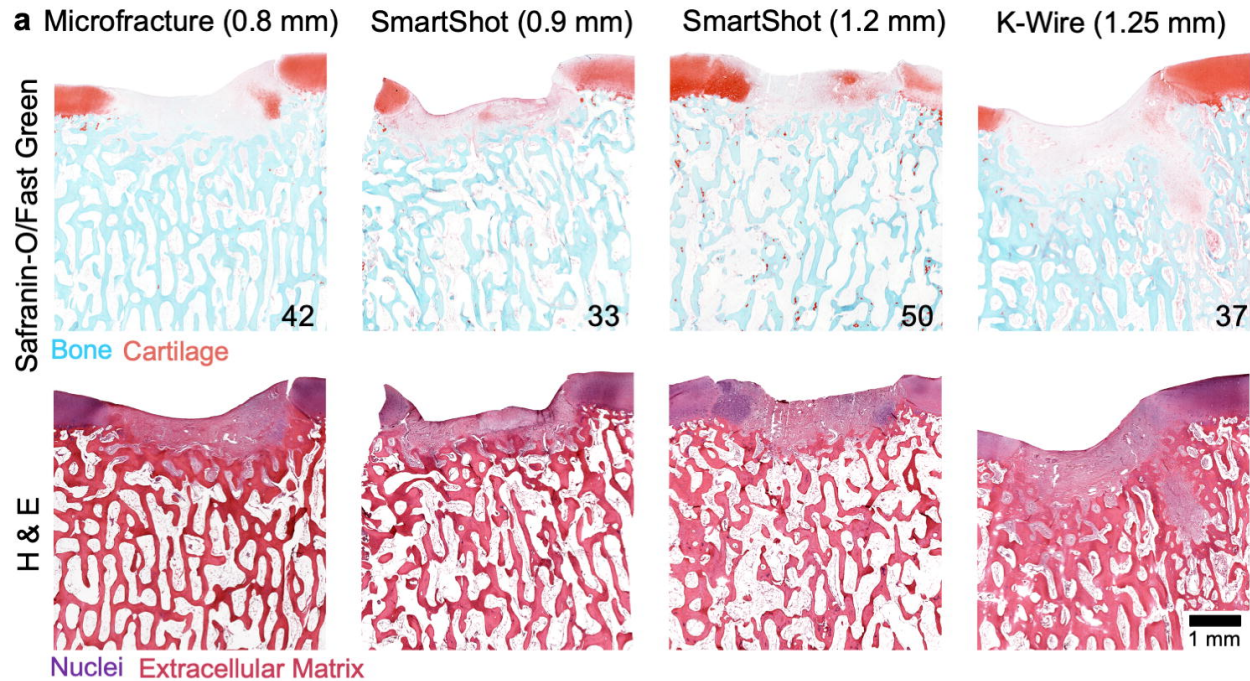 a Microfracture (0.8 mm) SmartShot (0.9 mm) SmartShot (1.2 mm) K-Wire (1.25 mm)
Safranin-O/Fast Green
42 33 50 37
Bone Cartilage
H & E
1 mm
Nuclei Extracellular Matrix